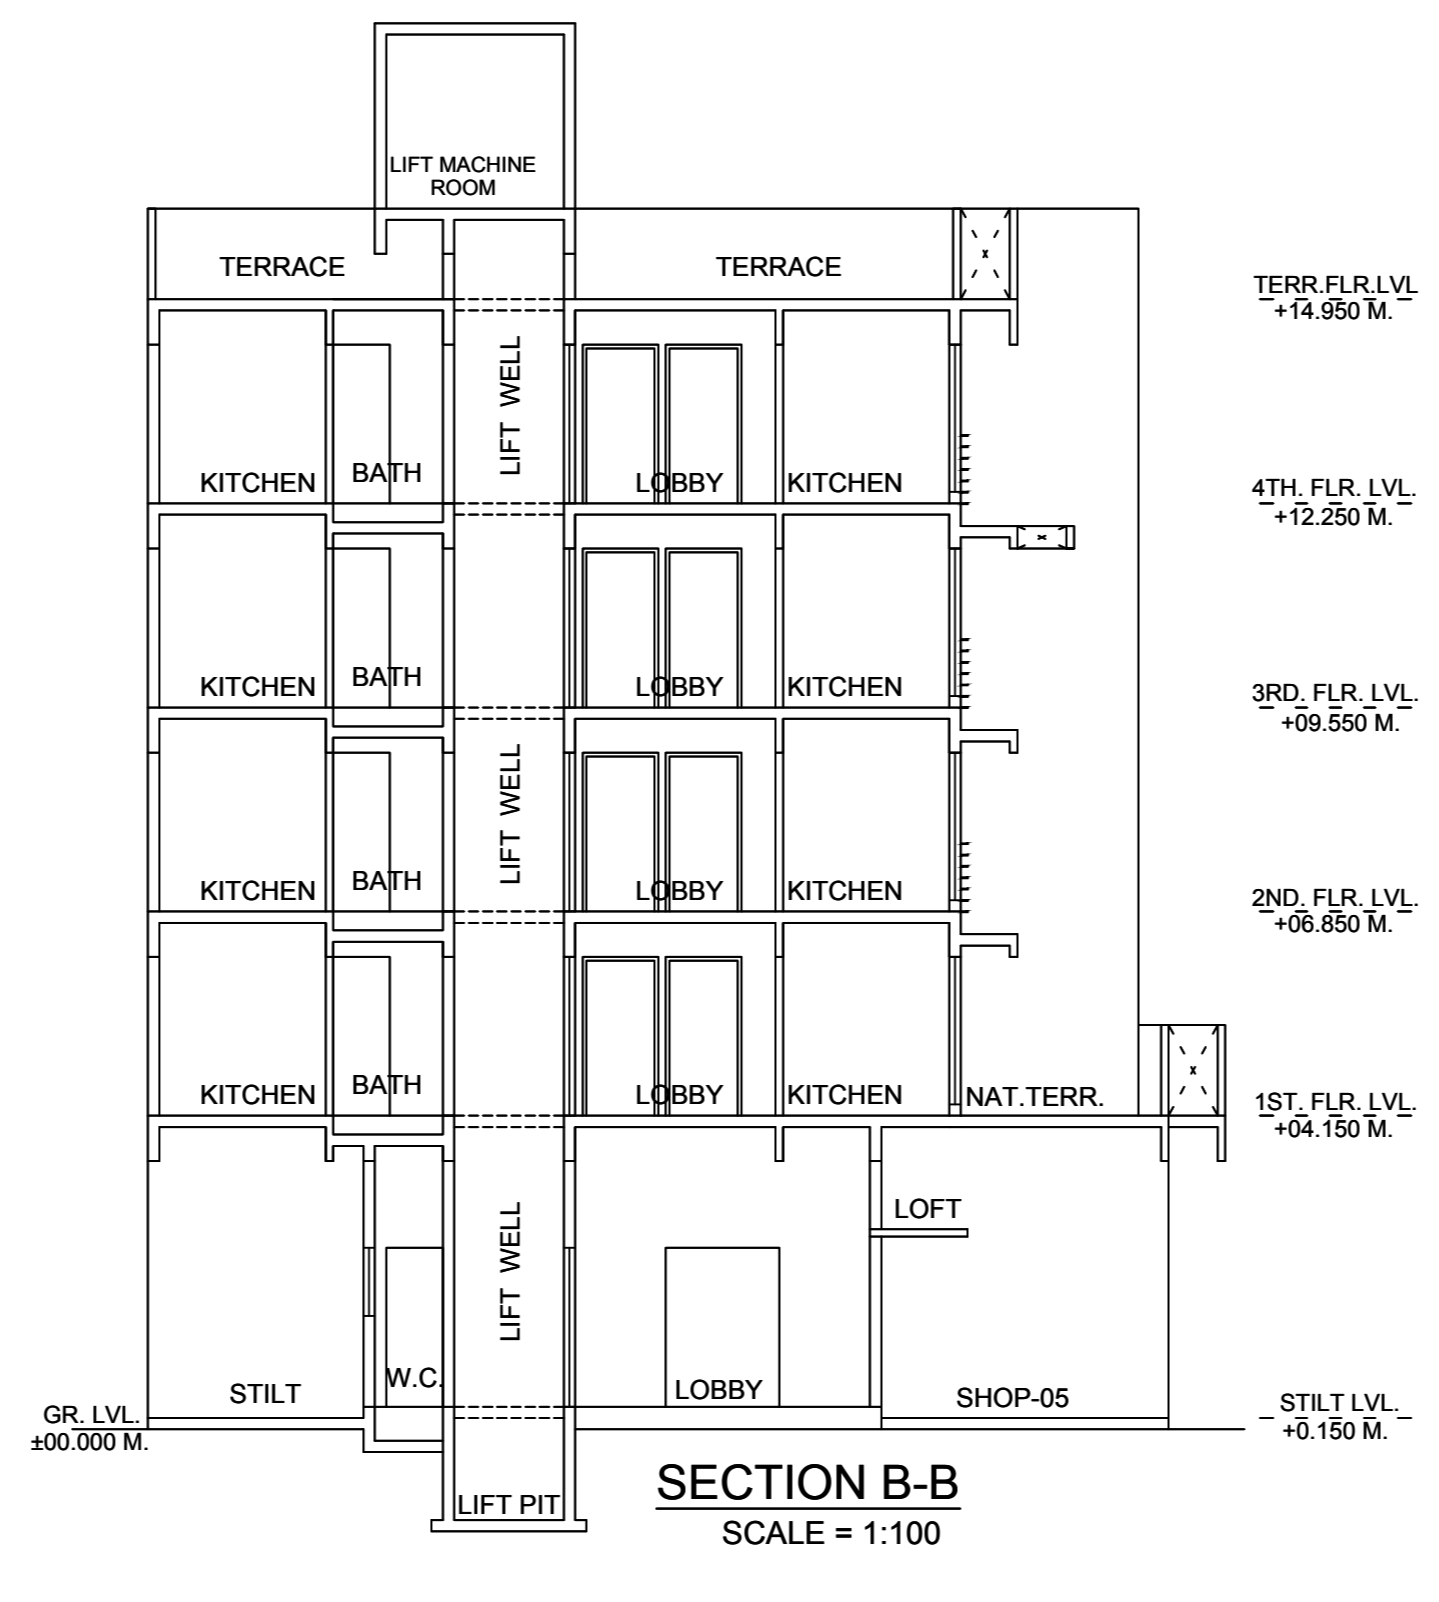 LIFT MACHINE
ROOM
TERRACE
TERRACE
TERR.FLR.LVL
+14.950 M.
LIFT WELL
KITCHEN
BATH
LOBBY
KITCHEN
4TH. FLR. LVL.
+12.250 M.
KITCHEN
BATH
LOBBY
KITCHEN
3RD. FLR. LVL.
+09.550 M.
LIFT WELL
KITCHEN
BATH
LOBBY
KITCHEN
2ND. FLR. LVL.
+06.850 M.
KITCHEN
BATH
LOBBY
KITCHEN
NAT.TERR.
1ST. FLR. LVL.
+04.150 M.
LOFT
LIFT WELL
STILT
W.C.
LOBBY
SHOP-05
STILT LVL.
+0.150 M.
GR. LVL.
±00.000 M.
LIFT PIT
SECTION B-B
SCALE = 1:100